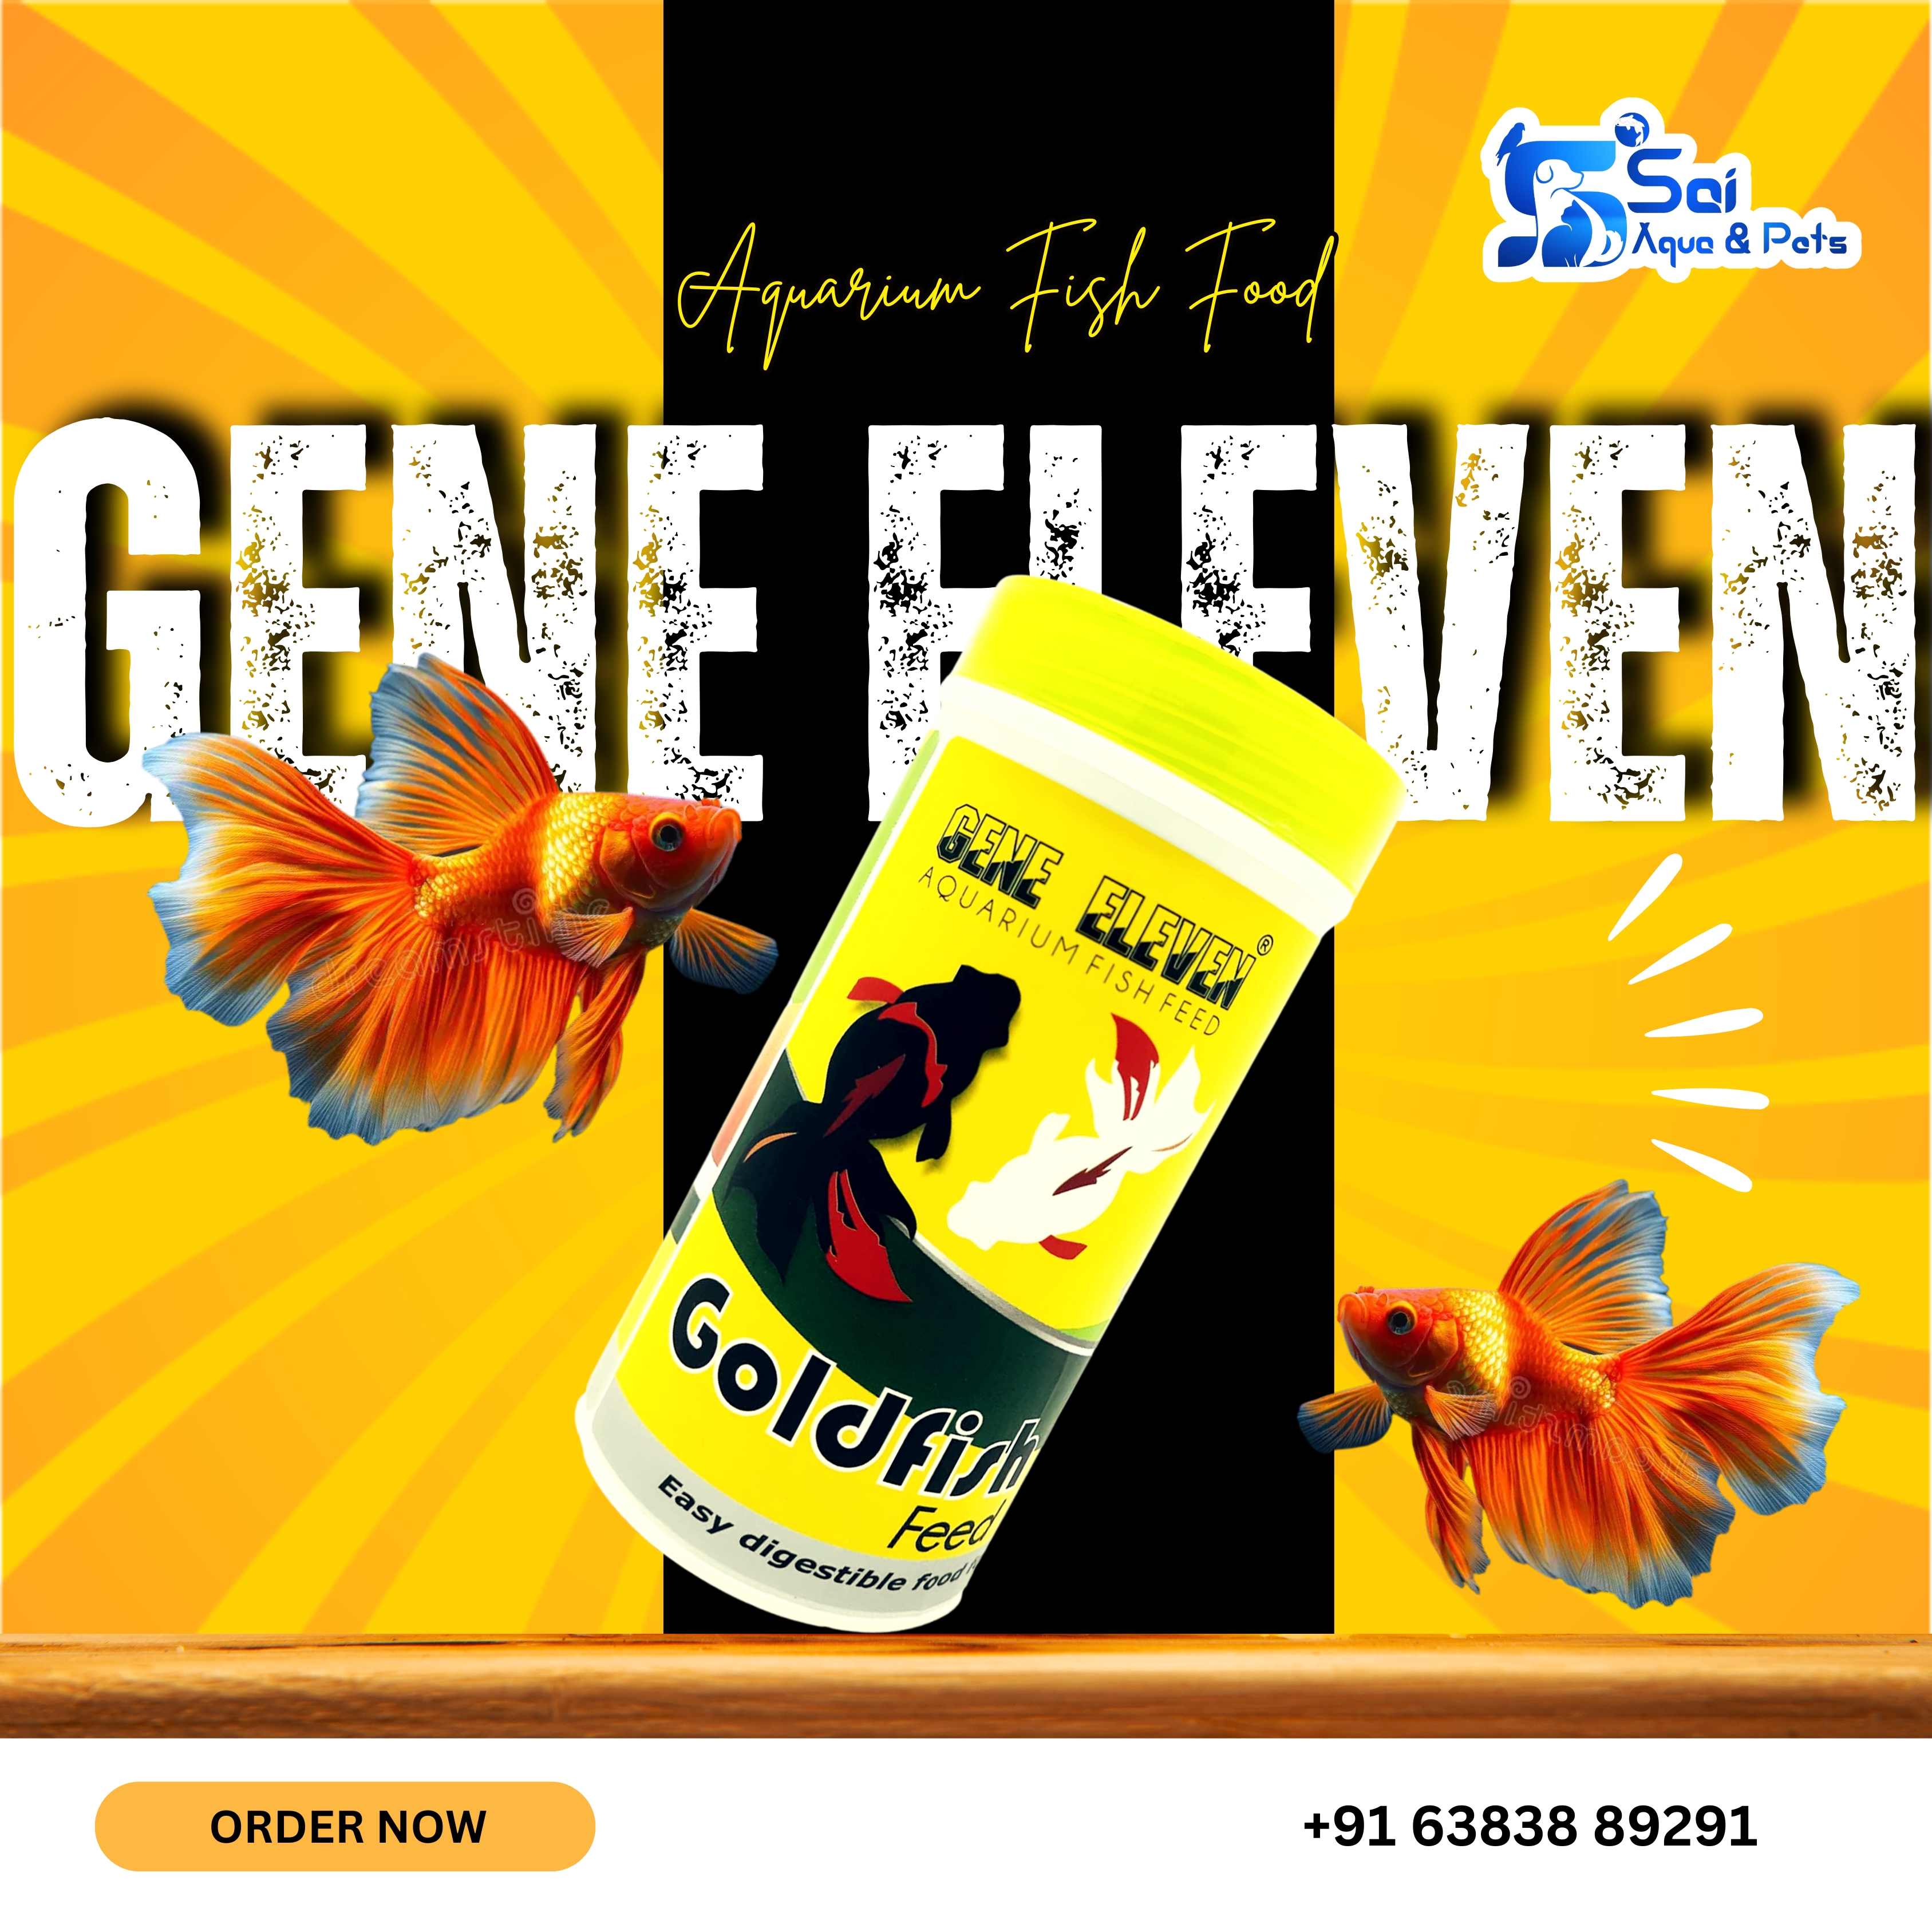 Sai
Aqua & Pets
Aquarium Fish Food
GENE ELEVEN
GENE ELEVEN®
AQUARIUM FISH FEED
Goldfish
Feed
Easy digestible food
ORDER NOW
+91 63838 89291